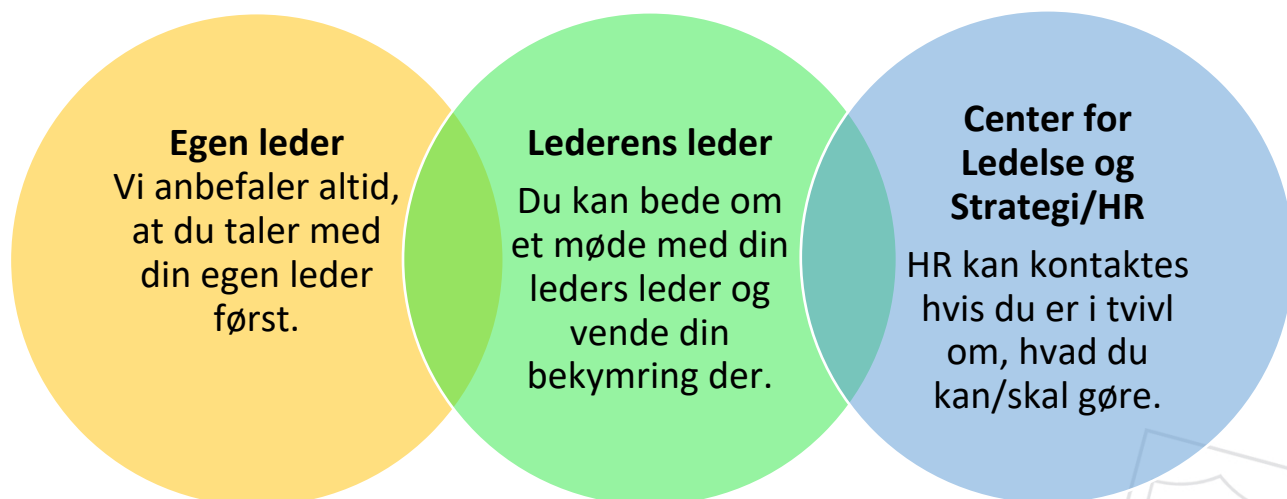 Egen leder
Vi anbefaler altid,
at du taler med
din egen leder
først.
Lederens leder
Du kan bede om
et møde med din
leders leder og
vende din
bekymring der.
Center for
Ledelse og
Strategi/HR
HR kan kontaktes
hvis du er i tvivl
om, hvad du
kan/skal gøre.